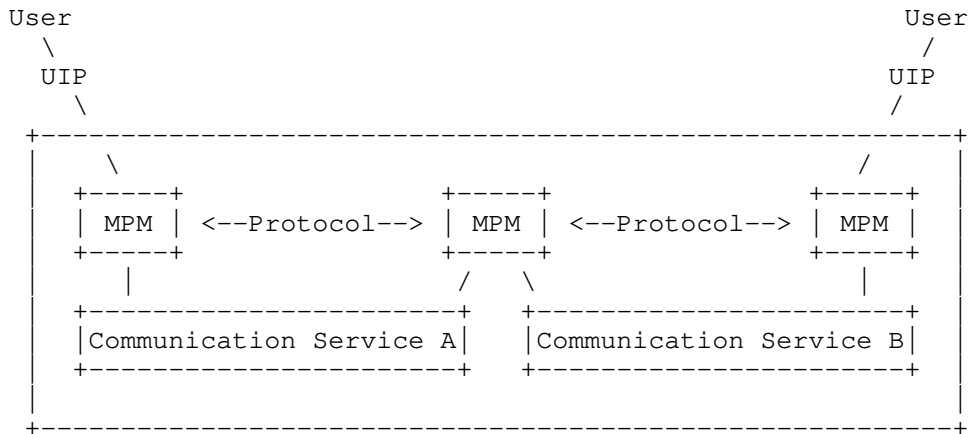 User User
UIP UIP
MPM <--Protocol--> MPM <--Protocol--> MPM
Communication Service A Communication Service B